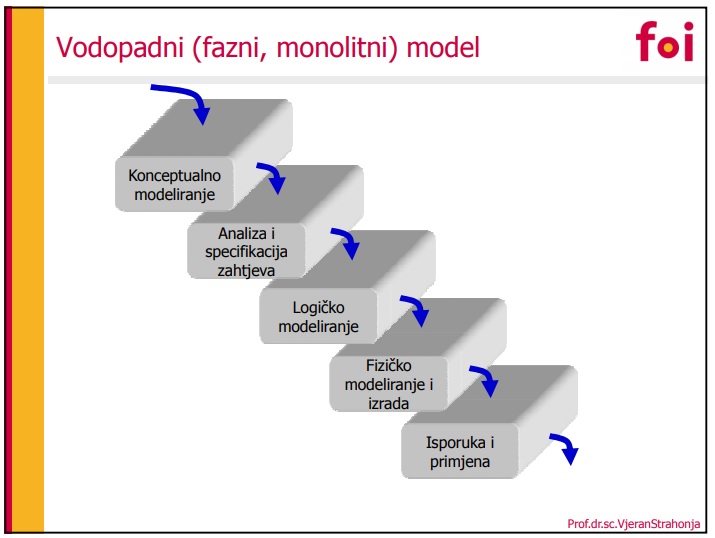 Vodopadni (fazni, monolitni) model
foi
Konceptualno
modeliranje
Analiza i
specifikacija
zahtjeva
Logičko
modeliranje
Fizičko
modeliranje i
izrada
Isporuka i
primjena
Prof.dr.sc.VjeranStrahonja